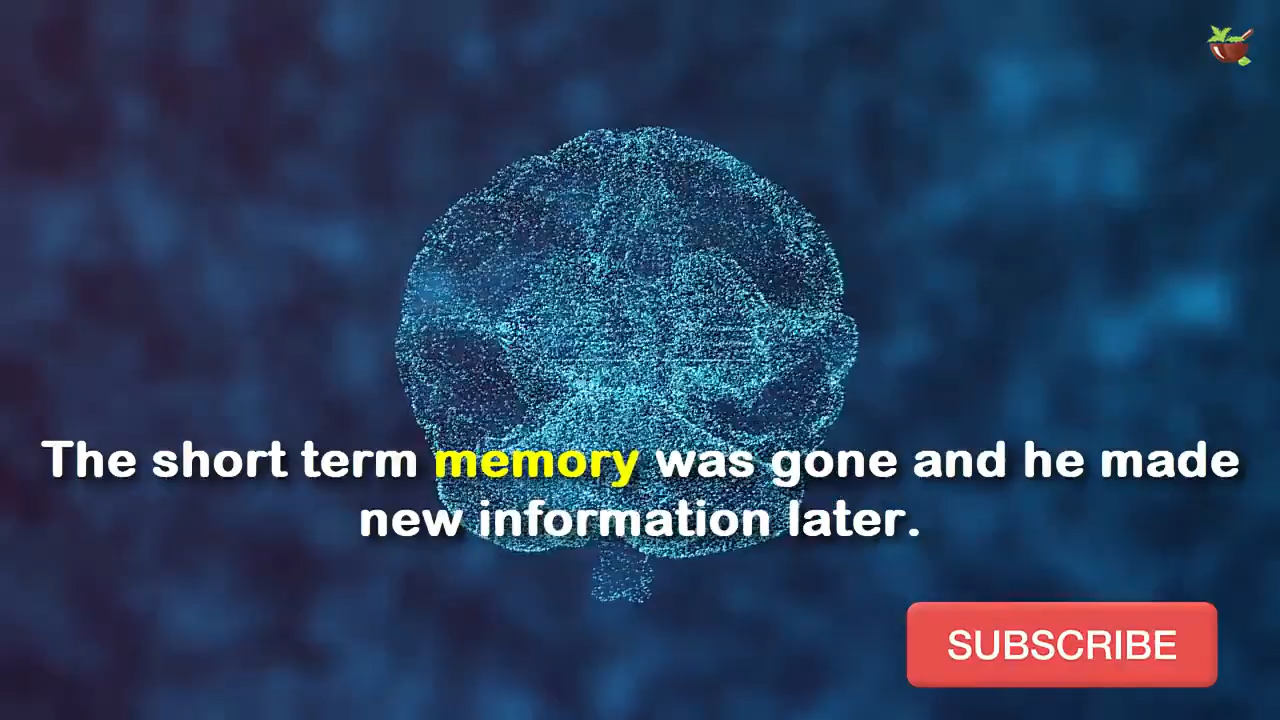 The short term memory was gone and he made
new information later.
SUBSCRIBE